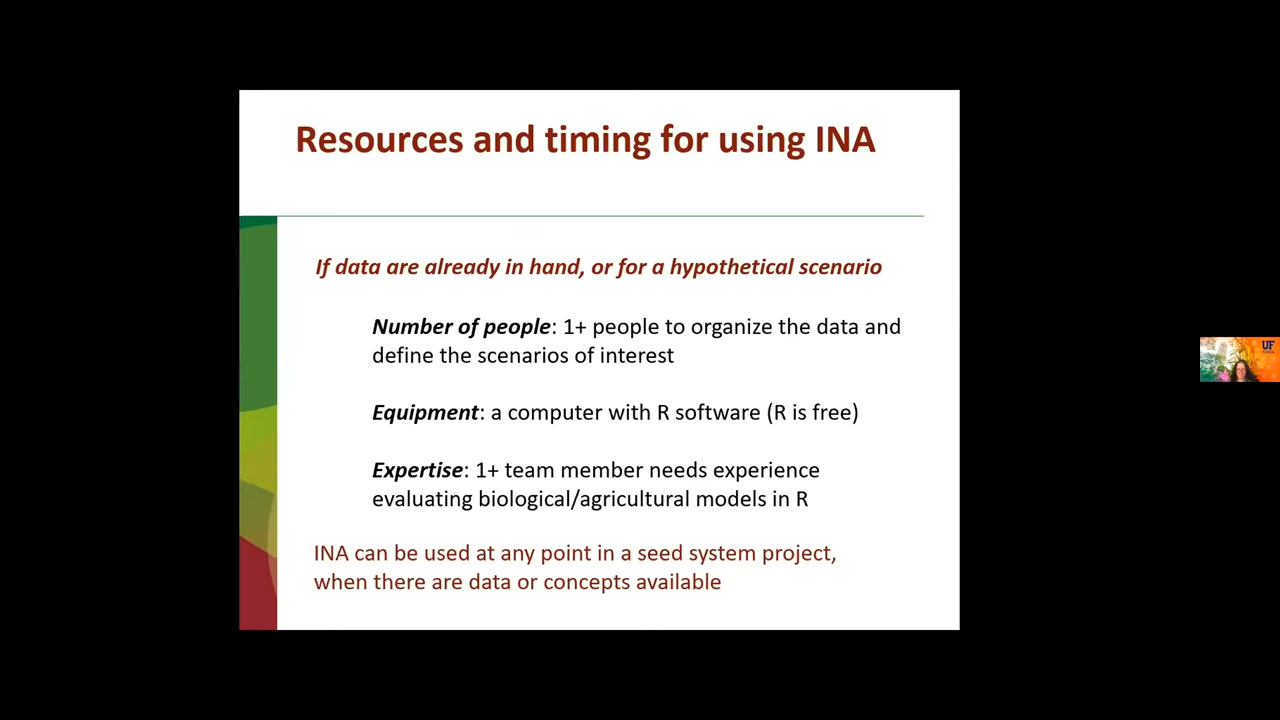 Resources and timing for using INA
If data are already in hand, or for a hypothetical scenario
Number of people: 1+ people to organize the data and
define the scenarios of interest
Equipment: a computer with R software (R is free)
Expertise: 1+ team member needs experience
evaluating biological/agricultural models in R
INA can be used at any point in a seed system project,
when there are data or concepts available
UF